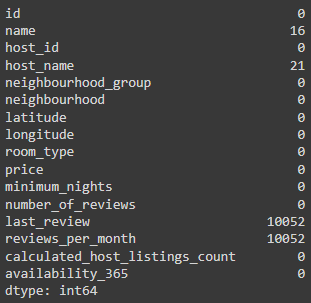 id 0
name 16
host_id 0
host_name 21
neighbourhood_group 0
neighbourhood 0
latitude 0
longitude 0
room_type 0
price 0
minimum_nights 0
number_of_reviews 0
last_review 10052
reviews_per_month 10052
calculated_host_listings_count 0
availability_365 0
dtype: int64